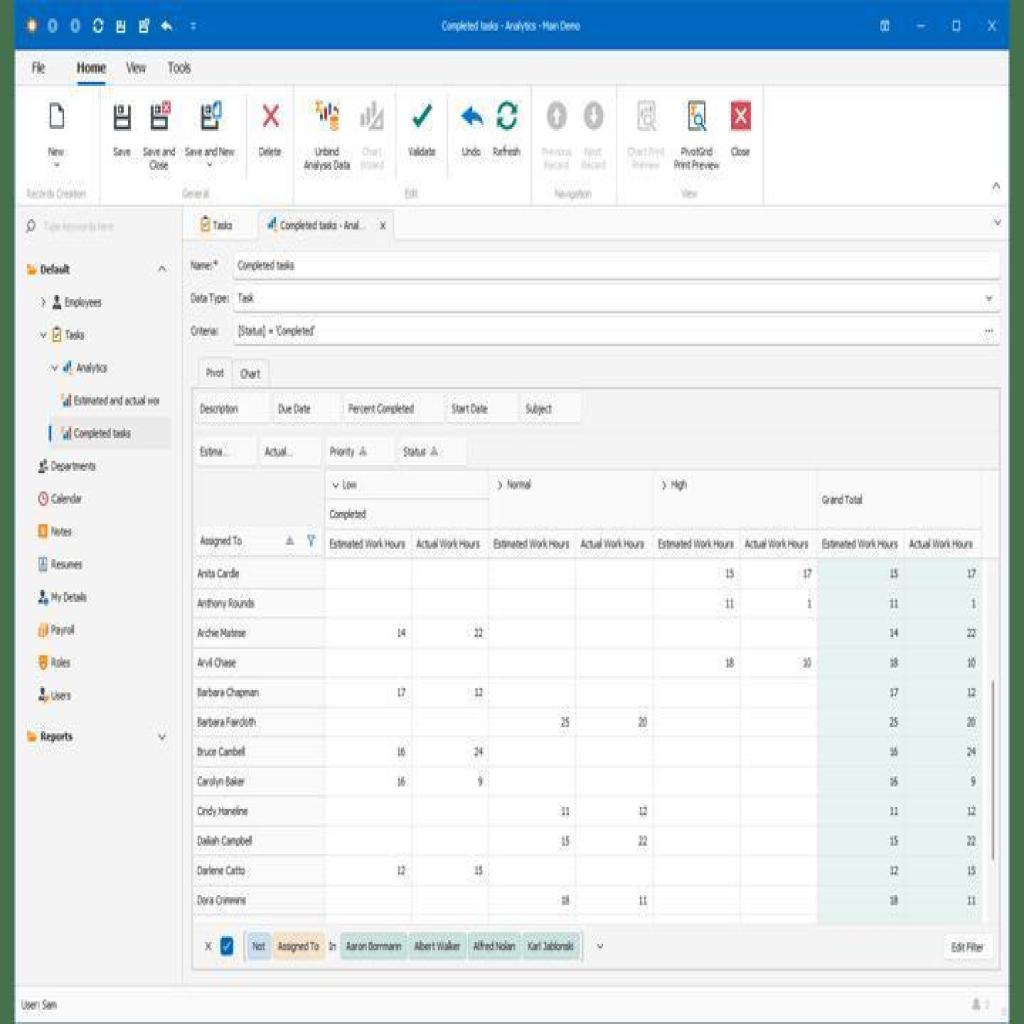 Completed tasks - Analytics - Main Demo
File Home View Tools
New Save Save and Close Save and New Delete Unbind Analysis Data Chart Wizard Validate Undo Refresh Previous Record Next Record Chart Print Preview PivotGrid Print Preview Close
Records Creation General Edit Navigation View
Type keywords here
Default
Employees
Tasks
Analytics
Estimated and actual wor
Completed tasks
Departments
Calendar
Notes
Resumes
My Details
Payroll
Roles
Users
Reports
Tasks Completed tasks - Anal... X
Name:* Completed tasks
Data Type: Task
Criteria: [Status] = 'Completed' ...
Pivot Chart
Description Due Date Percent Completed Start Date Subject
Estima... Actual... Priority Status
Low Normal High Grand Total
Completed
Assigned To Estimated Work Hours Actual Work Hours Estimated Work Hours Actual Work Hours Estimated Work Hours Actual Work Hours Estimated Work Hours Actual Work Hours
Anita Cardle 15 17 15 17
Anthony Rounds 11 1 11 1
Archie Matese 14 22 14 22
Arvil Chase 18 10 18 10
Barbara Chapman 17 12 17 12
Barbara Faircloth 25 20 25 20
Bruce Cambell 16 24 16 24
Carolyn Baker 16 9 16 9
Cindy Haneline 11 12 11 12
Dailah Campbell 15 22 15 22
Darlene Catto 12 15 12 15
Dora Crimmins 18 11 18 11
Not Assigned To In Aaron Borrmann Albert Walker Alfred Nolan Karl Jablonski Edit Filter
User: Sam